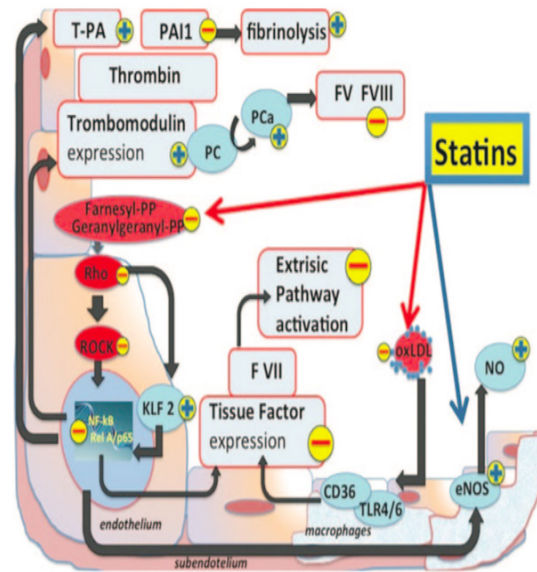 T-PA
PAI1
fibrinolysis
Thrombin
Trombomodulin
expression
PC
PCa
FV FVIII
Statins
Farnesyl-PP
Geranylgeranyl-PP
Rho
ROCK
NF-kB
Rel A/p65
KLF 2
Extrisic
Pathway
activation
F VII
Tissue Factor
expression
oxLDL
NO
CD36
TLR4/6
eNOS
endothelium
macrophages
subendotelium